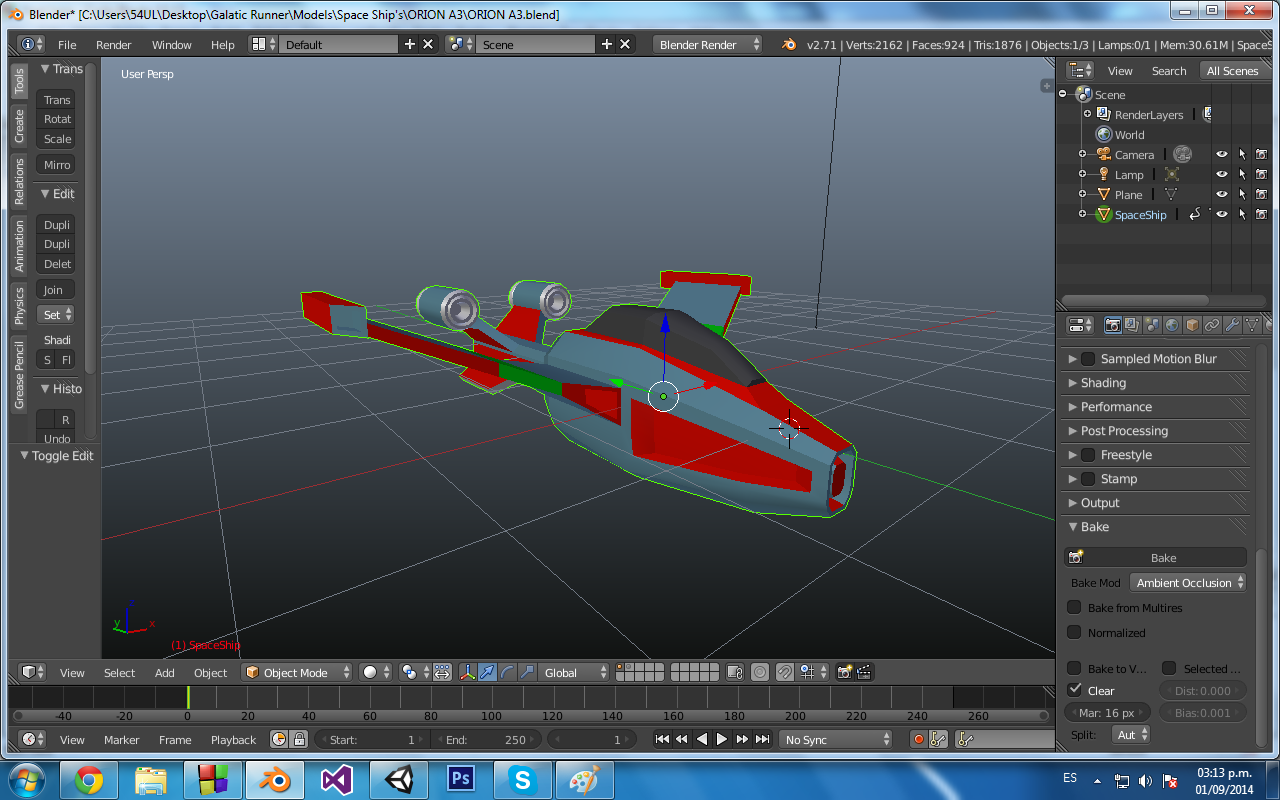 Blender* [C:\Users\54UL\Desktop\Galatic Runner\Models\Space Ship's\ORION A3\ORION A3.blend]
File Render Window Help Default Scene Blender Render v2.71 | Verts:2162 | Faces:924 | Tris:1876 | Objects:1/3 | Lamps:0/1 | Mem:30.61M | SpaceS
Tools
Create
Relations
Animation
Physics
Grease Pencil
Trans
Trans
Rotat
Scale
Mirro
Edit
Dupli
Dupli
Delet
Join
Set
Shadi
S Fl
Histo
R
Undo
Toggle Edit
User Persp
z
y x
(1) SpaceShip
View Search All Scenes
Scene
RenderLayers
World
Camera
Lamp
Plane
SpaceShip
Sampled Motion Blur
Shading
Performance
Post Processing
Freestyle
Stamp
Output
Bake
Bake
Bake Mod Ambient Occlusion
Bake from Multires
Normalized
Bake to V... Selected ...
Clear Dist:0.000
Mar: 16 px Bias:0.001
Split: Aut
View Select Add Object Object Mode Global
-40 -20 0 20 40 60 80 100 120 140 160 180 200 220 240 260
View Marker Frame Playback Start: 1 End: 250 1 No Sync
Ps
ES 03:13 p.m.
01/09/2014